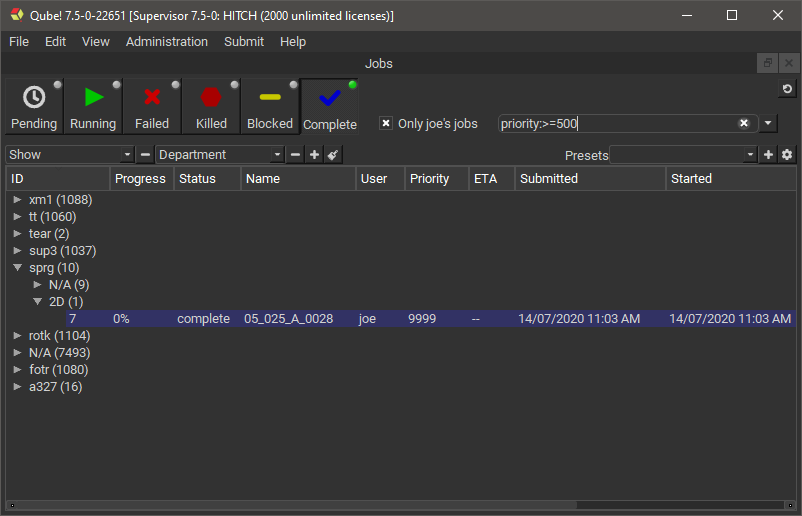 Qube! 7.5-0-22651 [Supervisor 7.5-0: HITCH (2000 unlimited licenses)]
File Edit View Administration Submit Help
Jobs
Pending Running Failed Killed Blocked Complete Only joe's jobs priority:>=500
Show Department Presets
ID Progress Status Name User Priority ETA Submitted Started
xm1 (1088)
tt (1060)
tear (2)
sup3 (1037)
sprg (10)
N/A (9)
2D (1)
7 0% complete 05_025_A_0028 joe 9999 -- 14/07/2020 11:03 AM 14/07/2020 11:03 AM
rotk (1104)
N/A (7493)
fotr (1080)
a327 (16)